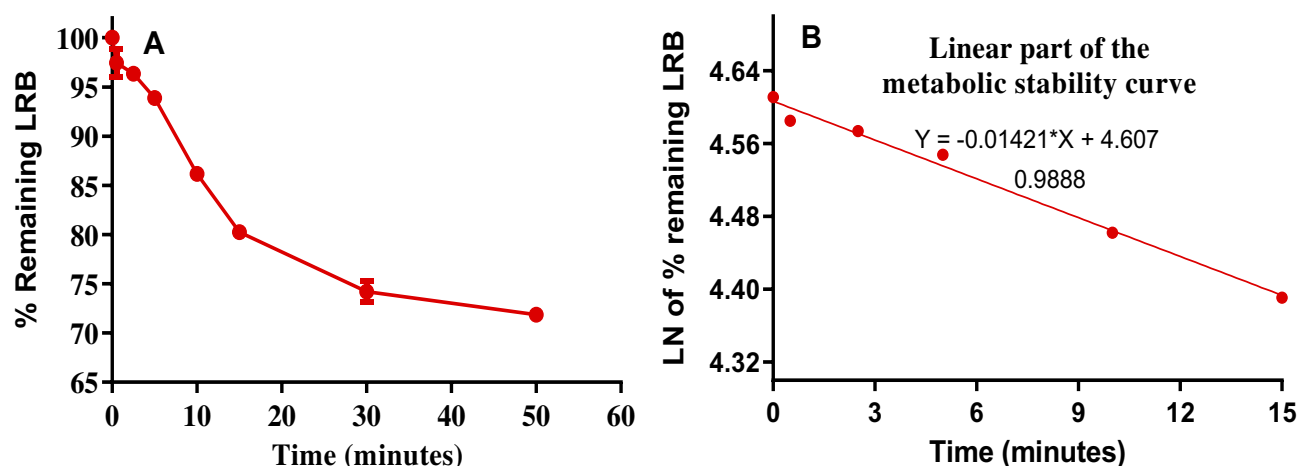 A
% Remaining LRB
100
95
90
85
80
75
70
65
0 10 20 30 40 50 60
Time (minutes)
B
Linear part of the
metabolic stability curve
Y = -0.01421*X + 4.607
0.9888
LN of % remaining LRB
4.64
4.56
4.48
4.40
4.32
0 3 6 9 12 15
Time (minutes)